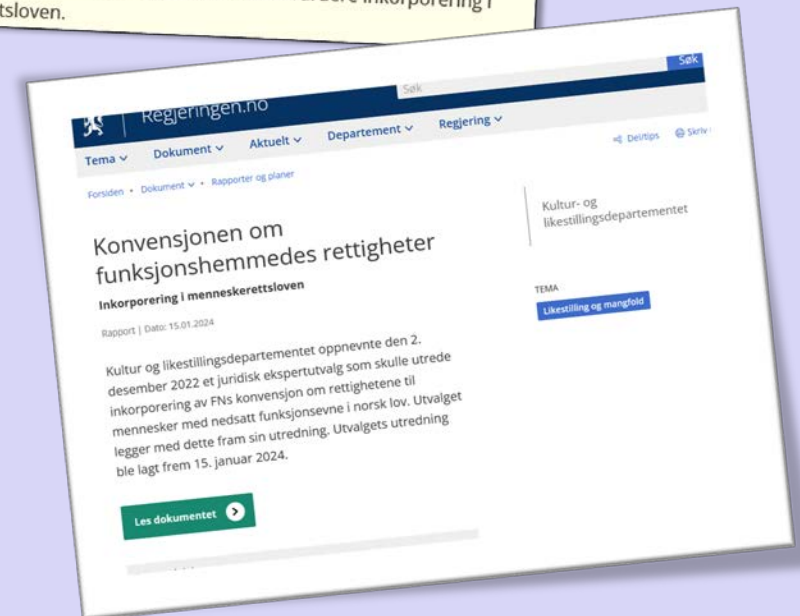 inkorporering i
tsloven.
Søk
Søk
Regjeringen.no
Tema
Dokument
Aktuelt
Departement
Regjering
Del/tips
Skriv
Forsiden • Dokument • Rapporter og planer
Konvensjonen om
funksjonshemmedes rettigheter
Inkorporering i menneskerettsloven
Rapport | Dato: 15.01.2024
Kultur og likestillingsdepartementet oppnevnte den 2.
desember 2022 et juridisk ekspertutvalg som skulle utrede
inkorporering av FNs konvensjon om rettighetene til
mennesker med nedsatt funksjonsevne i norsk lov. Utvalget
legger med dette fram sin utredning. Utvalgets utredning
ble lagt frem 15. januar 2024.
Les dokumentet
Kultur- og
likestillingsdepartementet
TEMA
Likestilling og mangfold